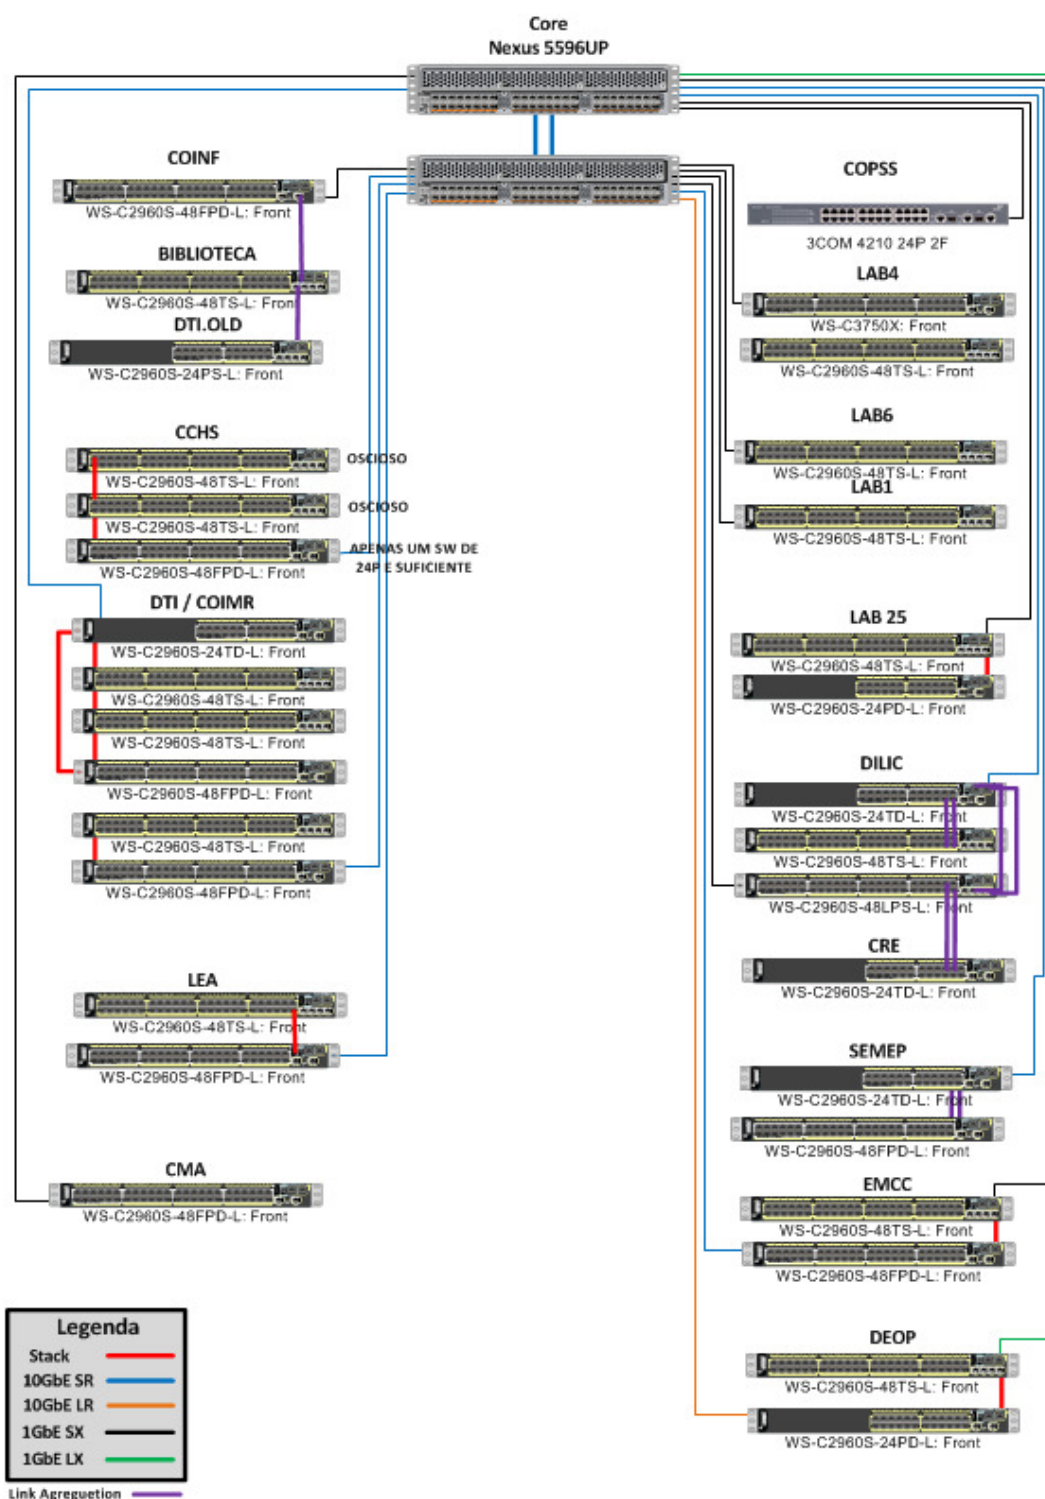 Core
Nexus 5596UP
COINF
WS-C2960S-48FPD-L: Front
BIBLIOTECA
WS-C2960S-48TS-L: Front
DTI.OLD
WS-C2960S-24PS-L: Front
CCHS
OSCIOSO
WS-C2960S-48TS-L: Front
OSCIOSO
WS-C2960S-48TS-L: Front
APENAS UM SW DE
24P E SUFICIENTE
WS-C2960S-48FPD-L: Front
DTI / COIMR
WS-C2960S-24TD-L: Front
WS-C2960S-48TS-L: Front
WS-C2960S-48TS-L: Front
WS-C2960S-48FPD-L: Front
WS-C2960S-48TS-L: Front
WS-C2960S-48FPD-L: Front
LEA
WS-C2960S-48TS-L: Front
WS-C2960S-48FPD-L: Front
CMA
WS-C2960S-48FPD-L: Front
COPSS
3COM 4210 24P 2F
LAB4
WS-C3750X: Front
WS-C2960S-48TS-L: Front
LAB6
WS-C2960S-48TS-L: Front
LAB1
WS-C2960S-48TS-L: Front
LAB 25
WS-C2960S-48TS-L: Front
WS-C2960S-24PD-L: Front
DILIC
WS-C2960S-24TD-L: Front
WS-C2960S-48TS-L: Front
WS-C2960S-48LPS-L: Front
CRE
WS-C2960S-24TD-L: Front
SEMEP
WS-C2960S-24TD-L: Front
WS-C2960S-48FPD-L: Front
EMCC
WS-C2960S-48TS-L: Front
WS-C2960S-48FPD-L: Front
DEOP
WS-C2960S-48TS-L: Front
WS-C2960S-24PD-L: Front
Legenda
Stack
10GbE SR
10GbE LR
1GbE SX
1GbE LX
Link Agreguetion